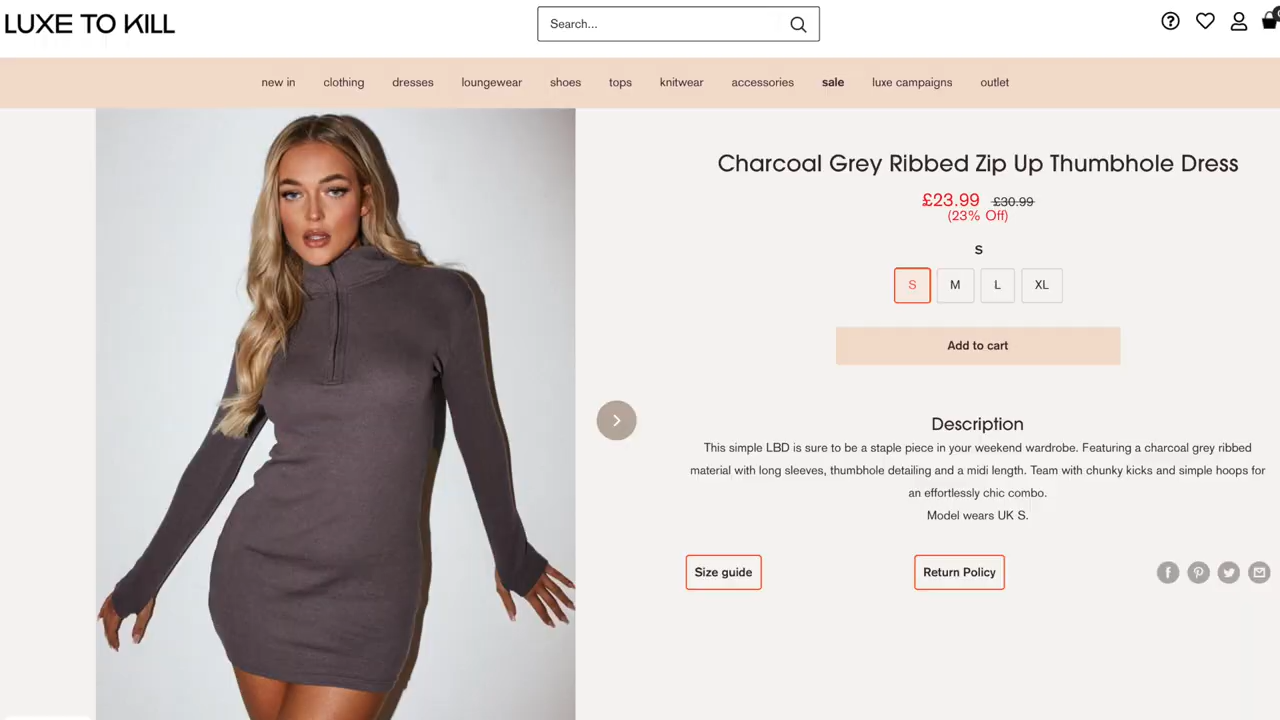 LUXE TO KILL
Search...
new in clothing dresses loungewear shoes tops knitwear accessories sale luxe campaigns outlet
Charcoal Grey Ribbed Zip Up Thumbhole Dress
£23.99 £30.99
(23% Off)
S
S M L XL
Add to cart
Description
This simple LBD is sure to be a staple piece in your weekend wardrobe. Featuring a charcoal grey ribbed
material with long sleeves, thumbhole detailing and a midi length. Team with chunky kicks and simple hoops for
an effortlessly chic combo.
Model wears UK S.
Size guide Return Policy